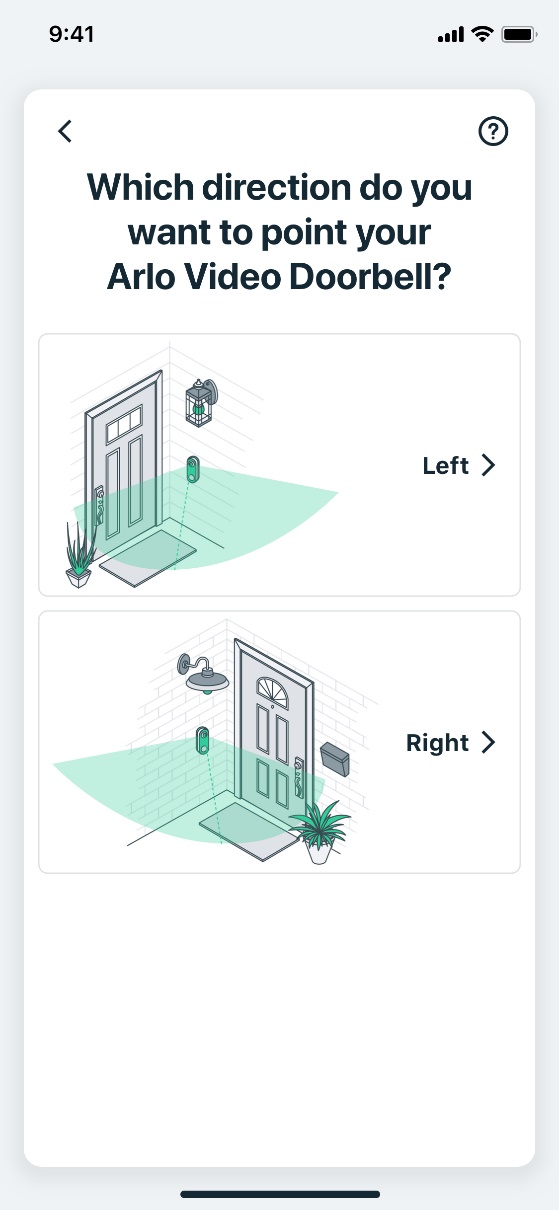 9:41
Which direction do you
want to point your
Arlo Video Doorbell?
Left
Right